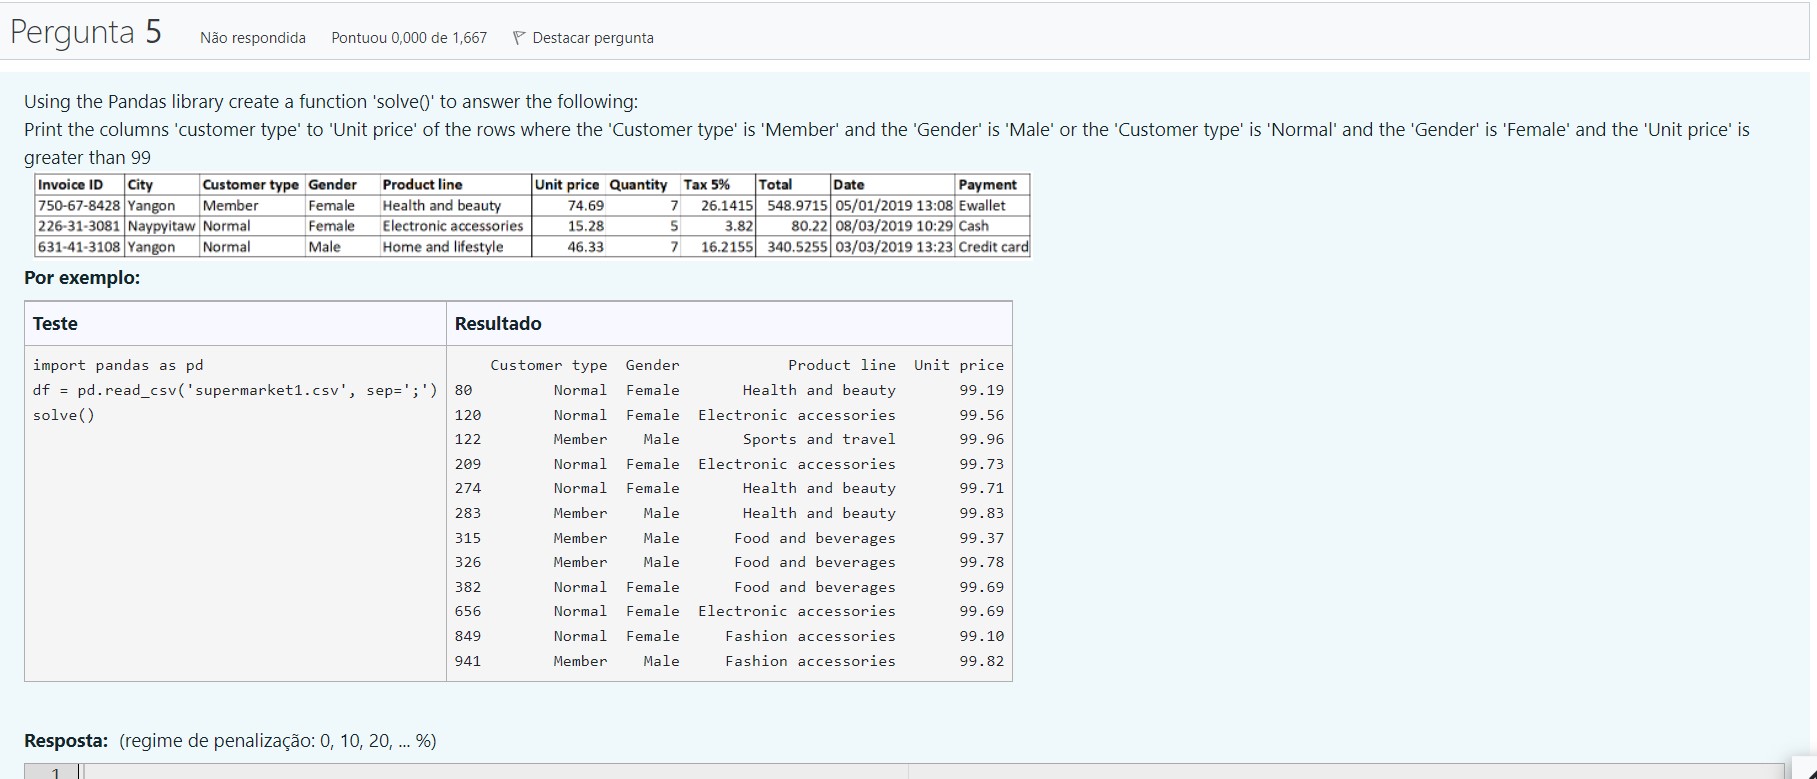 Pergunta 5 Não respondida Pontuou 0,000 de 1,667 Destacar pergunta
Using the Pandas library create a function 'solve()' to answer the following:
Print the columns 'customer type' to 'Unit price' of the rows where the 'Customer type' is 'Member' and the 'Gender' is 'Male' or the 'Customer type' is 'Normal' and the 'Gender' is 'Female' and the 'Unit price' is
greater than 99
Invoice ID City Customer type Gender Product line Unit price Quantity Tax 5% Total Date Payment
750-67-8428 Yangon Member Female Health and beauty 74.69 7 26.1415 548.9715 05/01/2019 13:08 Ewallet
226-31-3081 Naypyitaw Normal Female Electronic accessories 15.28 5 3.82 80.22 08/03/2019 10:29 Cash
631-41-3108 Yangon Normal Male Home and lifestyle 46.33 7 16.2155 340.5255 03/03/2019 13:23 Credit card
Por exemplo:
Teste Resultado
import pandas as pd
df = pd.read_csv('supermarket1.csv', sep=';')
solve()
Customer type Gender Product line Unit price
80 Normal Female Health and beauty 99.19
120 Normal Female Electronic accessories 99.56
122 Member Male Sports and travel 99.96
209 Normal Female Electronic accessories 99.73
274 Normal Female Health and beauty 99.71
283 Member Male Health and beauty 99.83
315 Member Male Food and beverages 99.37
326 Member Male Food and beverages 99.78
382 Normal Female Food and beverages 99.69
656 Normal Female Electronic accessories 99.69
849 Normal Female Fashion accessories 99.10
941 Member Male Fashion accessories 99.82
Resposta: (regime de penalização: 0, 10, 20, ... %)
1